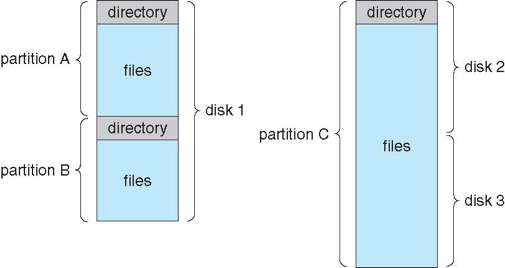 directory
partition A
files
disk 1
directory
partition B
files
directory
disk 2
partition C
files
disk 3